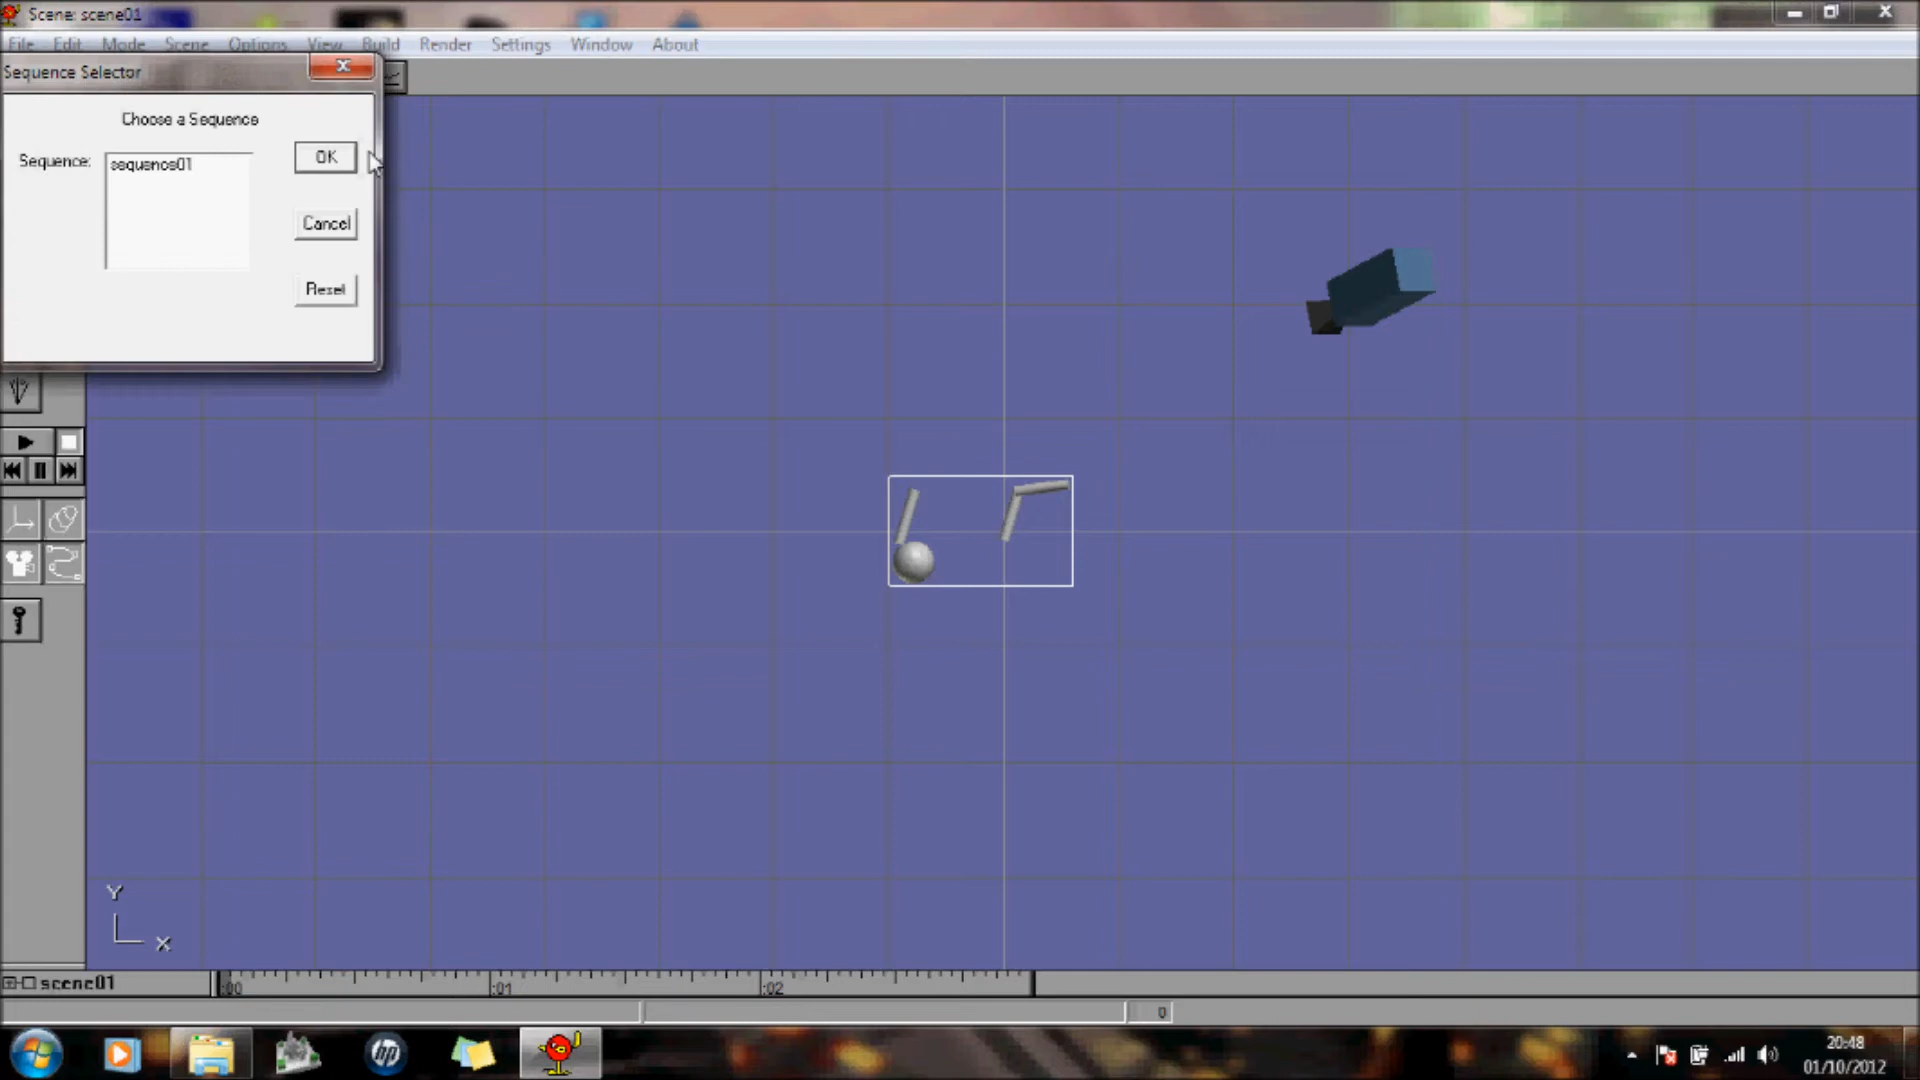 Scene: scene01
File Edit Mode Scene Options View Build Render Settings Window About
Sequence Selector
Choose a Sequence
Sequence:
sequence01
OK
Cancel
Reset
Y
X
scene01
:00 :01 :02
0
hp
20:48
01/10/2012